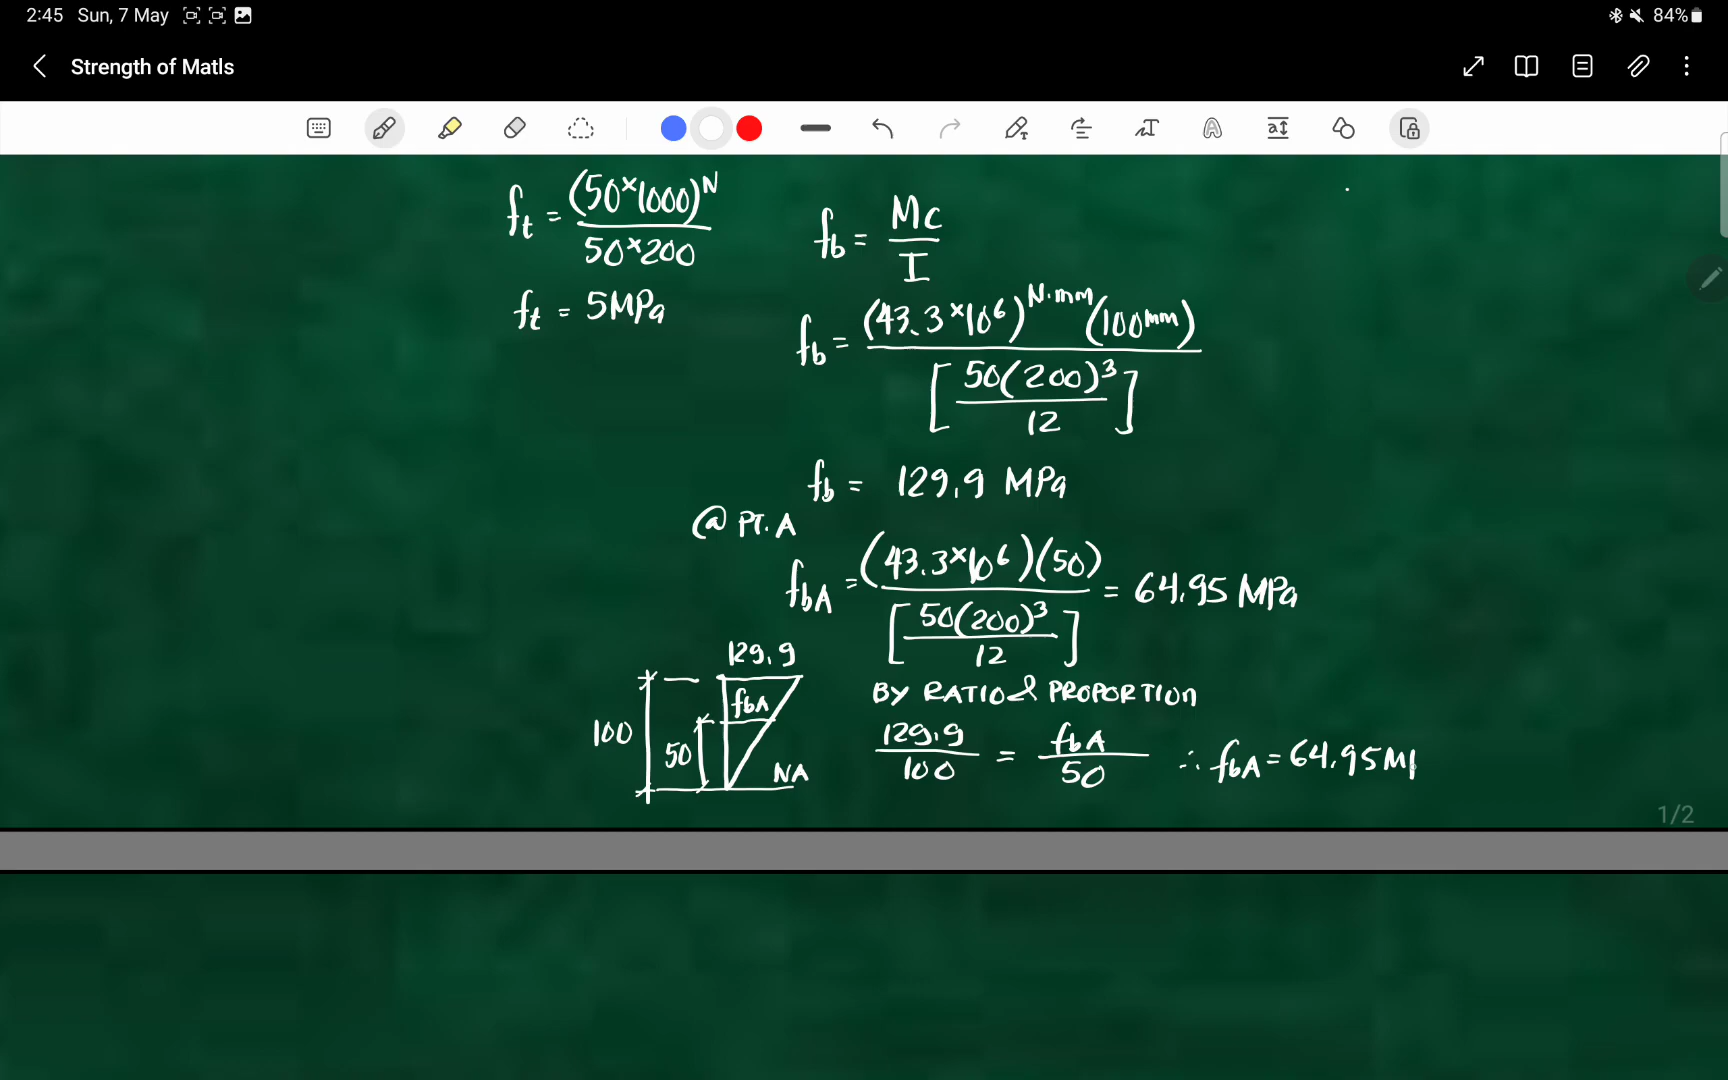 2:45 Sun, 7 May 84%
Strength of Matls
ft = (50×1000)N / 50×200
ft = 5MPa
fb = Mc / I
fb = (43.3×10⁶)N·mm (100mm) / [50(200)³ / 12]
fb = 129.9 MPa
@ PT. A
fbA = (43.3×10⁶)(50) / [50(200)³ / 12] = 64.95 MPa
129.9
fbA
100
50
NA
BY RATIO & PROPORTION
129.9 / 100 = fbA / 50 ∴ fbA = 64.95 M
1/2